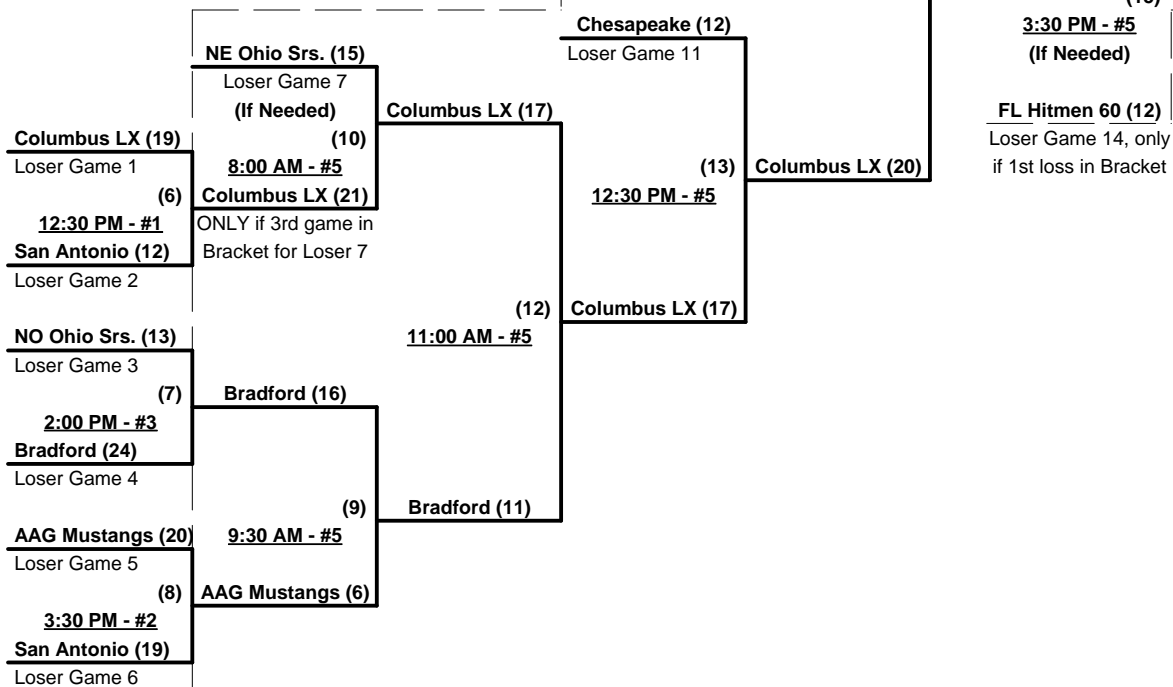 (15)
Chesapeake (12)
3:30 PM - #5
NE Ohio Srs. (15)
Loser Game 11
(If Needed)
Loser Game 7
(If Needed)
Columbus LX (17)
FL Hitmen 60 (12)
Columbus LX (19)
(10)
Loser Game 14, only
Loser Game 1
8:00 AM - #5
(13)
Columbus LX (20)
if 1st loss in Bracket
(6)
Columbus LX (21)
12:30 PM - #5
12:30 PM - #1
ONLY if 3rd game in
San Antonio (12)
Bracket for Loser 7
Loser Game 2
(12)
Columbus LX (17)
NO Ohio Srs. (13)
11:00 AM - #5
Loser Game 3
(7)
Bradford (16)
2:00 PM - #3
Bradford (24)
Loser Game 4
(9)
Bradford (11)
AAG Mustangs (20)
9:30 AM - #5
Loser Game 5
(8)
AAG Mustangs (6)
3:30 PM - #2
San Antonio (19)
Loser Game 6